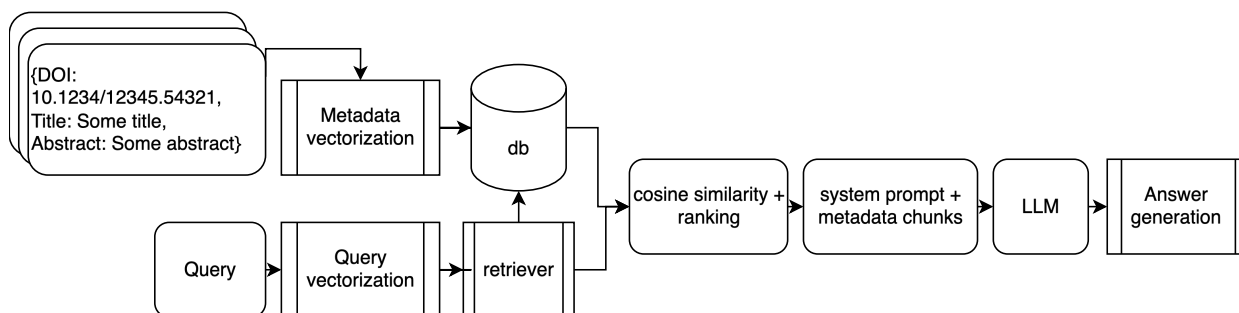 {DOI:
10.1234/12345.54321,
Title: Some title,
Abstract: Some abstract}
Metadata
vectorization
db
Query
Query
vectorization
retriever
cosine similarity +
ranking
system prompt +
metadata chunks
LLM
Answer
generation